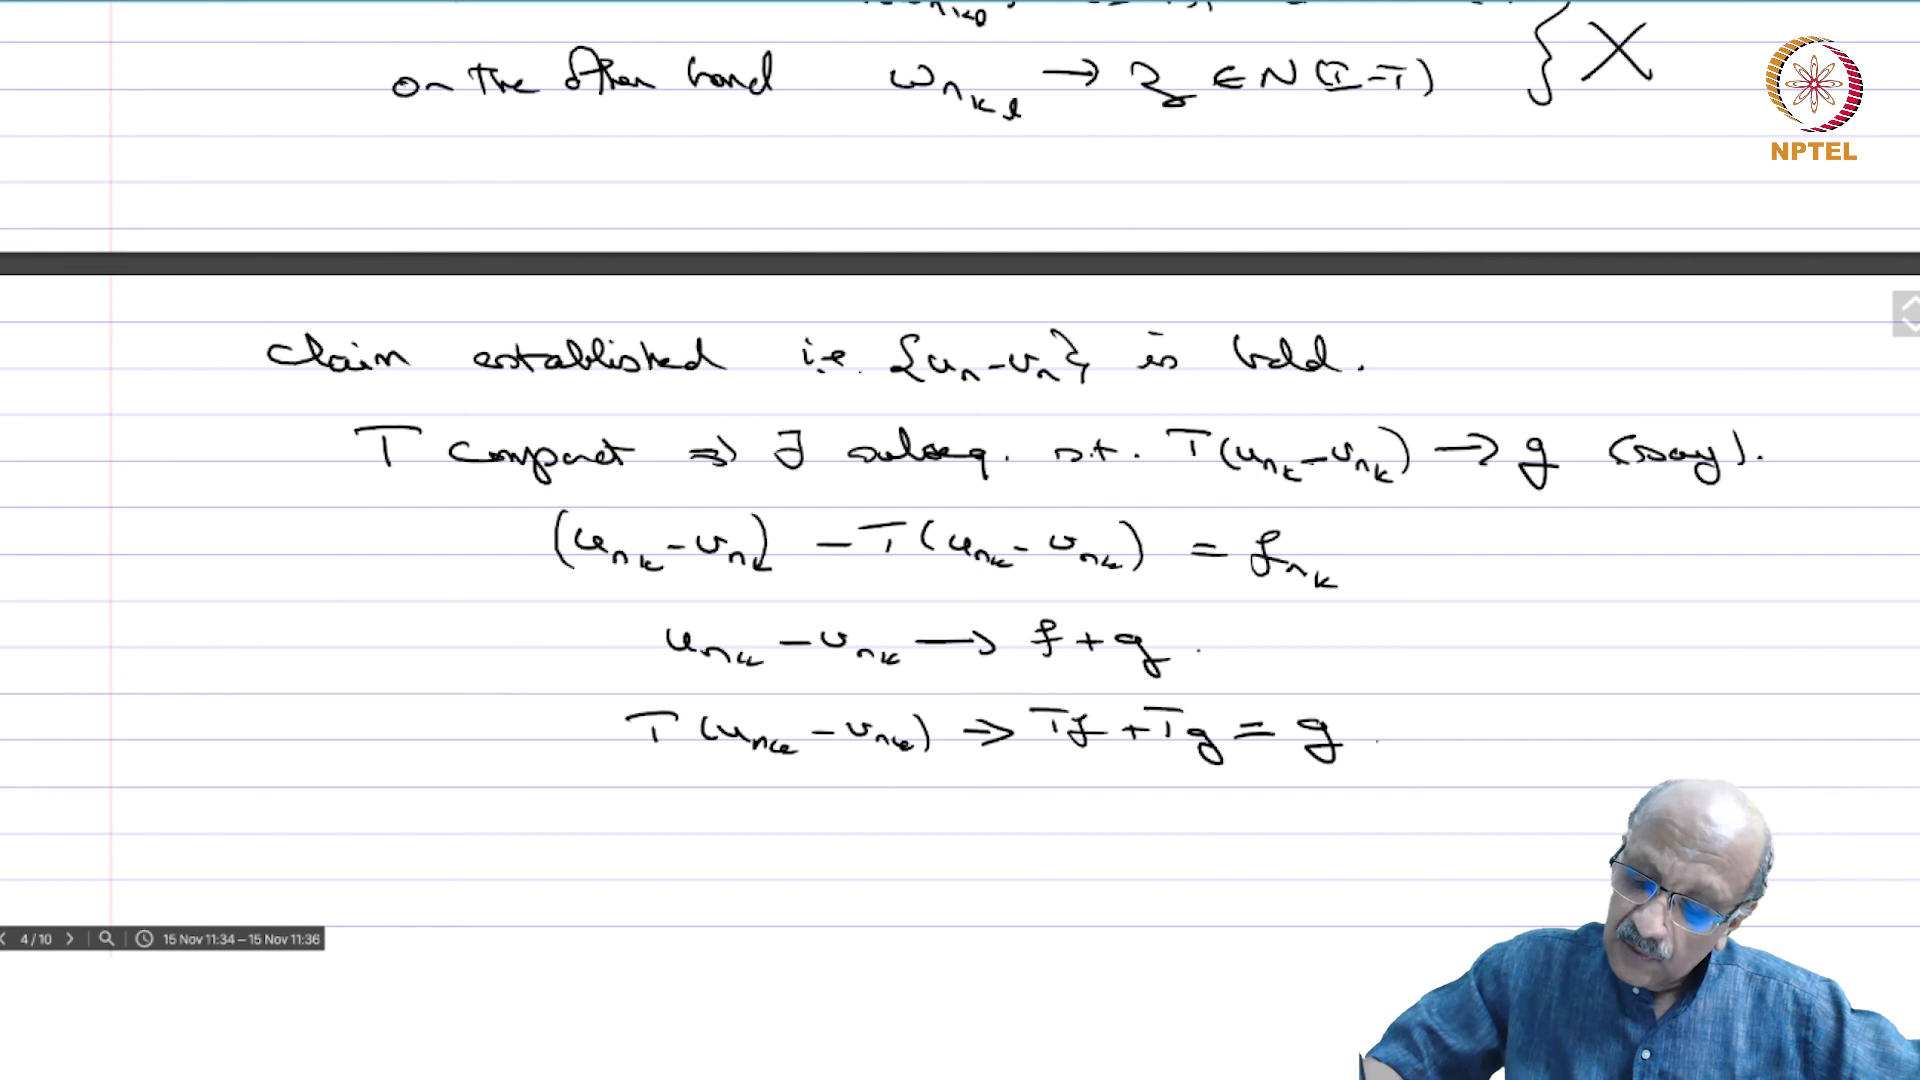 on the other hand ω_{n_{k_l}} → z ∈ N(I-T) } X
NPTEL
Claim established i.e. {u_n - v_n} is bdd.
T compact ⇒ ∃ subseq. s.t. T(u_{n_k} - v_{n_k}) → g (say).
(u_{n_k} - v_{n_k}) - T(u_{n_k} - v_{n_k}) = f_{n_k}
u_{n_k} - v_{n_k} → f + g.
T(u_{n_k} - v_{n_k}) → Tf + Tg = g.
4 / 10
15 Nov 11:34 – 15 Nov 11:36